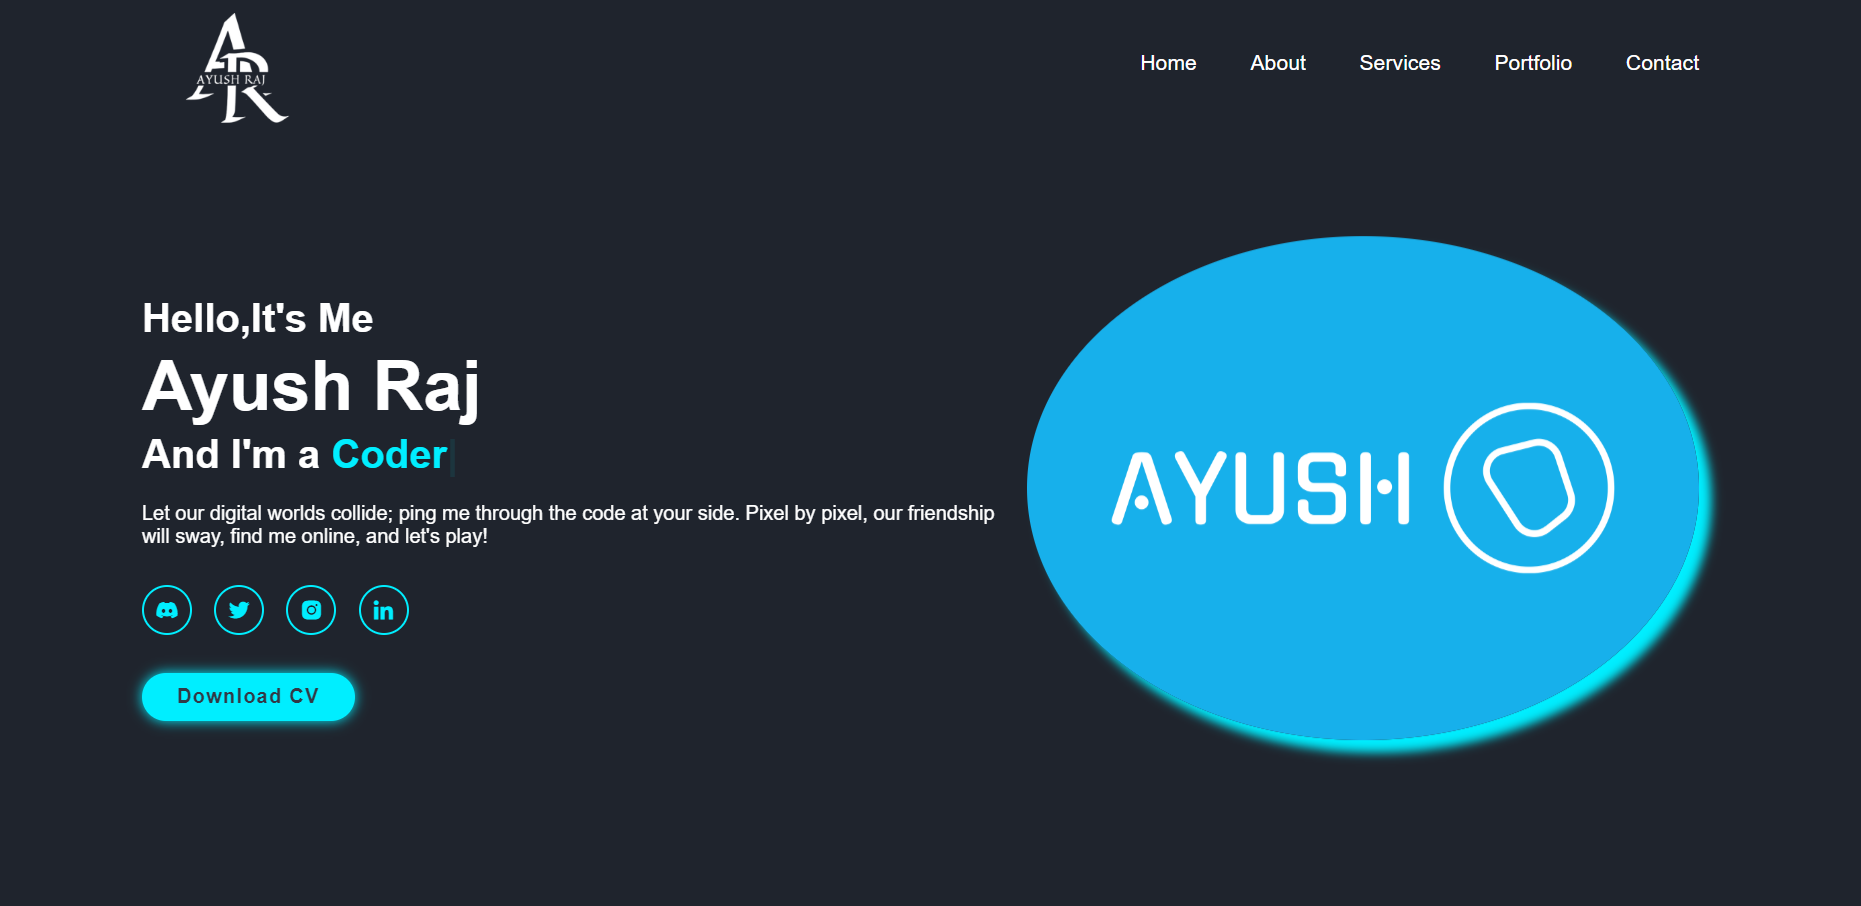 AYUSH RAJ
Home About Services Portfolio Contact
Hello,It's Me
Ayush Raj
And I'm a Coder
Let our digital worlds collide; ping me through the code at your side. Pixel by pixel, our friendship
will sway, find me online, and let's play!
Download CV
AYUSH